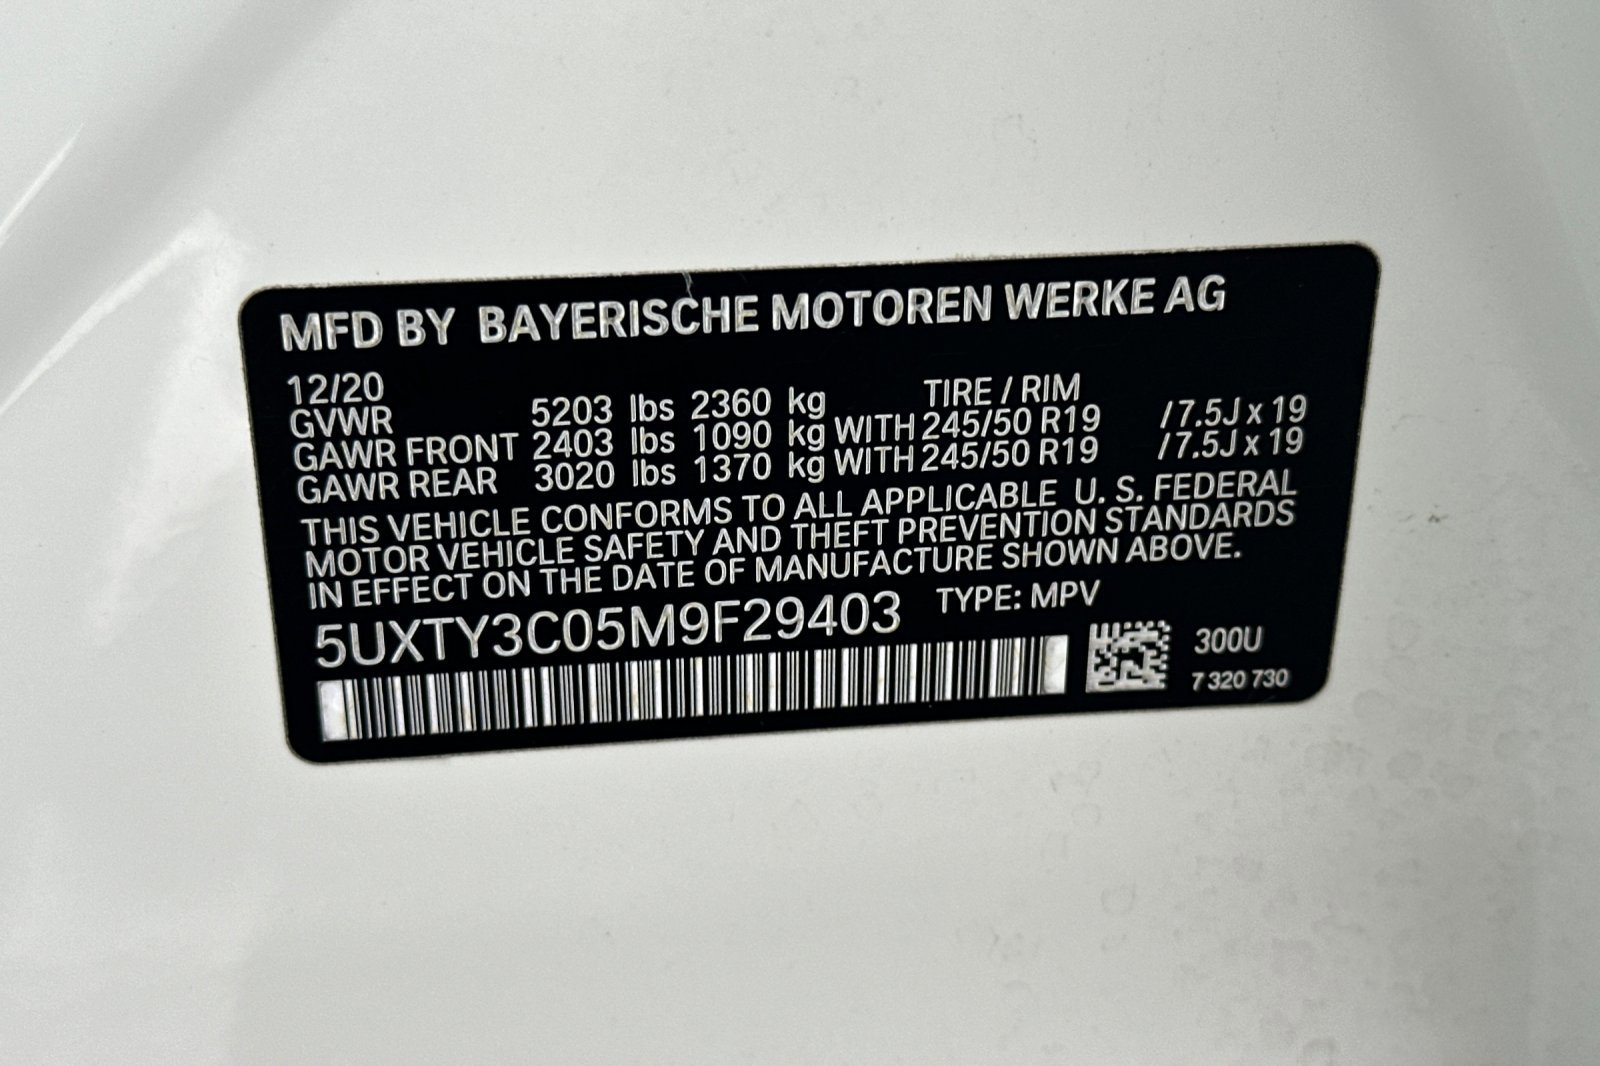 MFD BY BAYERISCHE MOTOREN WERKE AG
12/20 TIRE / RIM
GVWR 5203 lbs 2360 kg
GAWR FRONT 2403 lbs 1090 kg WITH 245/50 R19 / 7.5J x 19
GAWR REAR 3020 lbs 1370 kg WITH 245/50 R19 / 7.5J x 19
THIS VEHICLE CONFORMS TO ALL APPLICABLE U. S. FEDERAL
MOTOR VEHICLE SAFETY AND THEFT PREVENTION STANDARDS
IN EFFECT ON THE DATE OF MANUFACTURE SHOWN ABOVE.
5UXTY3C05M9F29403 TYPE: MPV
300U
7 320 730